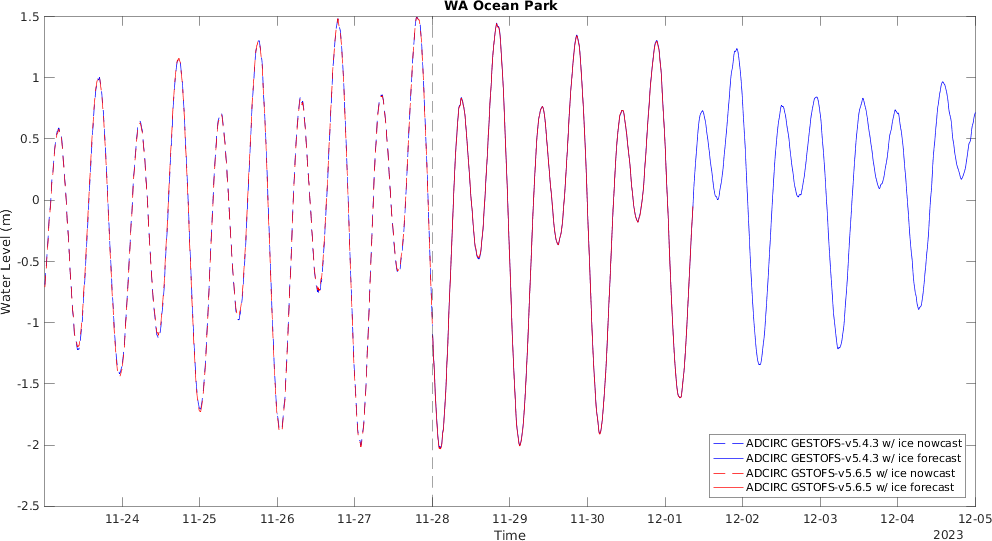 WA Ocean Park
Water Level (m)
1.5
1
0.5
0
-0.5
-1
-1.5
-2
-2.5
ADCIRC GESTOFS-v5.4.3 w/ ice nowcast
ADCIRC GESTOFS-v5.4.3 w/ ice forecast
ADCIRC GSTOFS-v5.6.5 w/ ice nowcast
ADCIRC GSTOFS-v5.6.5 w/ ice forecast
11-24 11-25 11-26 11-27 11-28 11-29 11-30 12-01 12-02 12-03 12-04 12-05
Time
2023